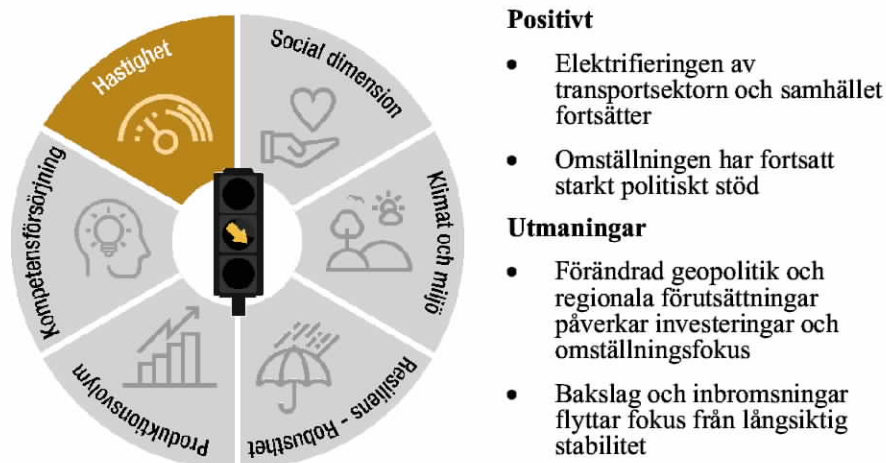 Hastighet
Social dimension
Klimat och miljö
Resiliens - Robusthet
Produktionsvolym
Kompetensförsörjning
Positivt
• Elektrifieringen av
transportsektorn och samhället
fortsätter
• Omställningen har fortsatt
starkt politiskt stöd
Utmaningar
• Förändrad geopolitik och
regionala förutsättningar
påverkar investeringar och
omställningsfokus
• Bakslag och inbromsningar
flyttar fokus från långsiktig
stabilitet